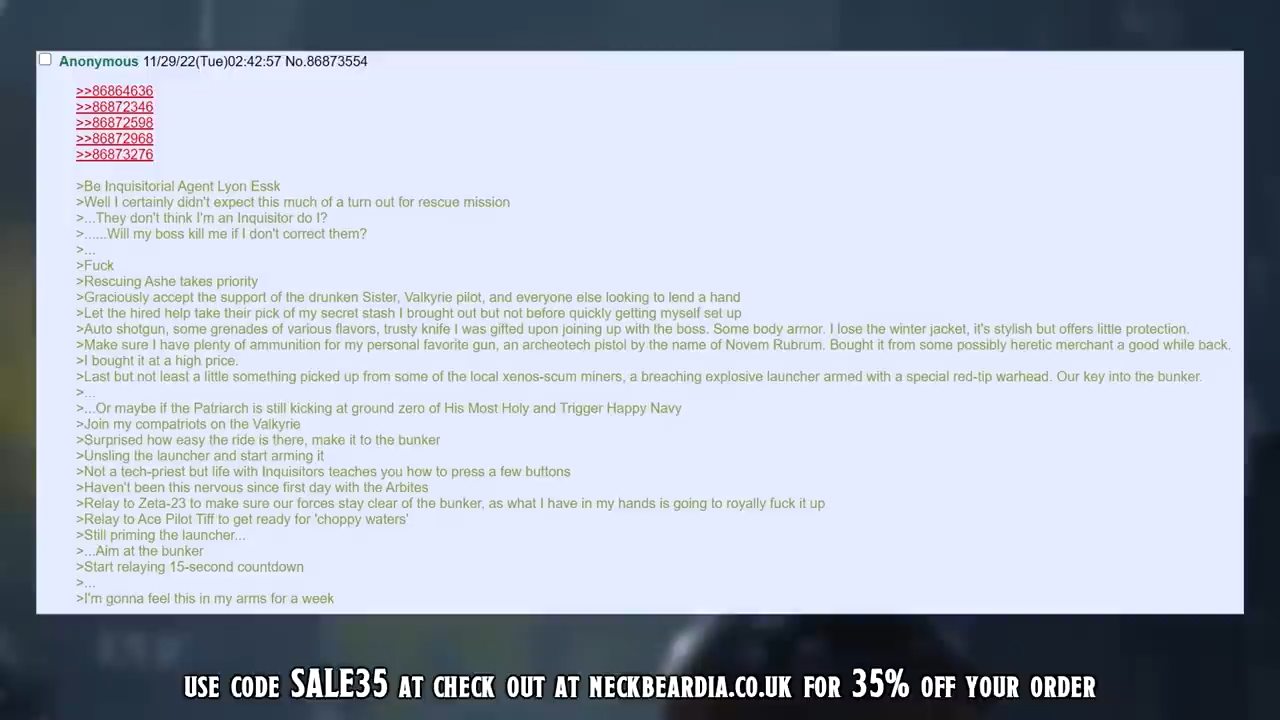 Anonymous 11/29/22(Tue)02:42:57 No.86873554
>>86864636
>>86872346
>>86872598
>>86872968
>>86873276
>Be Inquisitorial Agent Lyon Essk
>Well I certainly didn't expect this much of a turn out for rescue mission
>...They don't think I'm an Inquisitor do I?
>......Will my boss kill me if I don't correct them?
>...
>Fuck
>Rescuing Ashe takes priority
>Graciously accept the support of the drunken Sister, Valkyrie pilot, and everyone else looking to lend a hand
>Let the hired help take their pick of my secret stash I brought out but not before quickly getting myself set up
>Auto shotgun, some grenades of various flavors, trusty knife I was gifted upon joining up with the boss. Some body armor. I lose the winter jacket, it's stylish but offers little protection.
>Make sure I have plenty of ammunition for my personal favorite gun, an archeotech pistol by the name of Novem Rubrum. Bought it from some possibly heretic merchant a good while back.
>I bought it at a high price.
>Last but not least a little something picked up from some of the local xenos-scum miners, a breaching explosive launcher armed with a special red-tip warhead. Our key into the bunker.
>...
>...Or maybe if the Patriarch is still kicking at ground zero of His Most Holy and Trigger Happy Navy
>Join my compatriots on the Valkyrie
>Surprised how easy the ride is there, make it to the bunker
>Unsling the launcher and start arming it
>Not a tech-priest but life with Inquisitors teaches you how to press a few buttons
>Haven't been this nervous since first day with the Arbites
>Relay to Zeta-23 to make sure our forces stay clear of the bunker, as what I have in my hands is going to royally fuck it up
>Relay to Ace Pilot Tiff to get ready for 'choppy waters'
>Still priming the launcher...
>...Aim at the bunker
>Start relaying 15-second countdown
>...
>I'm gonna feel this in my arms for a week
USE CODE SALE35 AT CHECK OUT AT NECKBEARDIA.CO.UK FOR 35% OFF YOUR ORDER